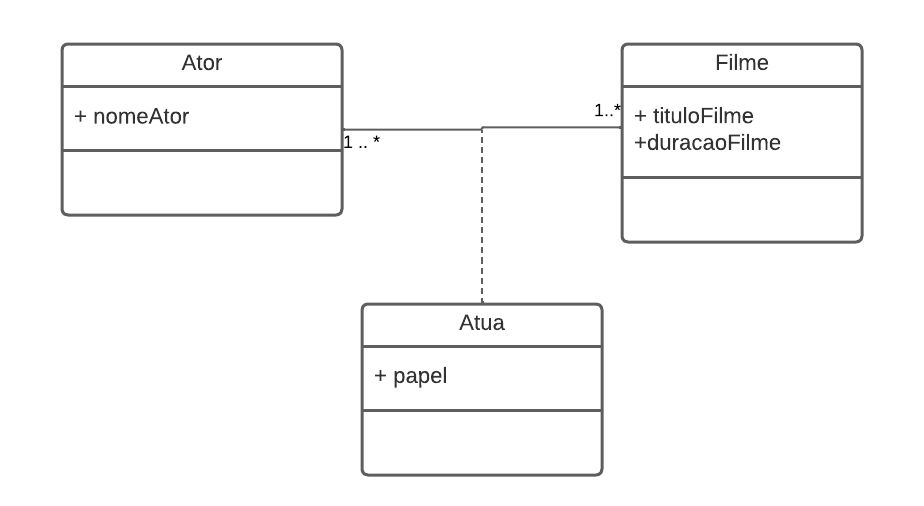 Ator
+ nomeAtor
1 .. *
1..*
Filme
+ tituloFilme
+duracaoFilme
Atua
+ papel